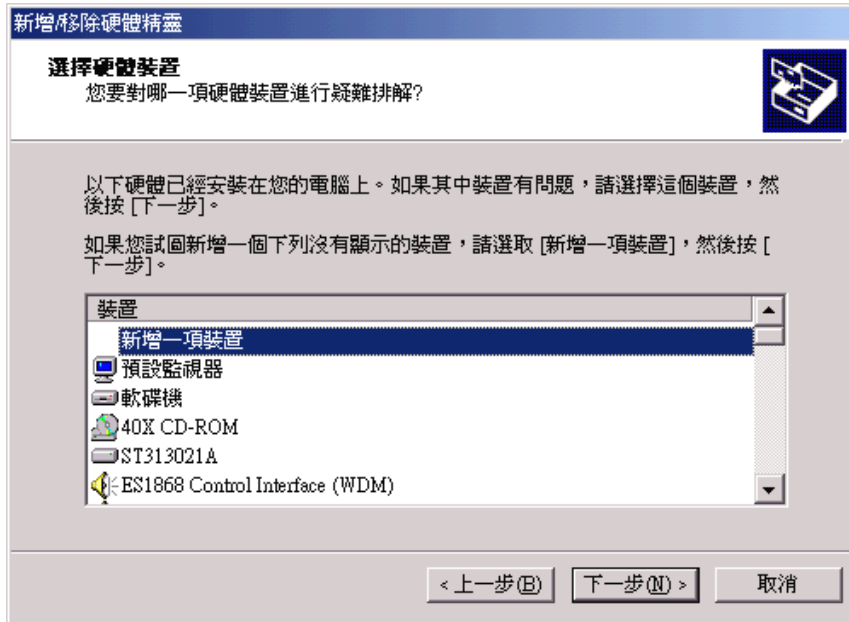 新增/移除硬體精靈
選擇硬體裝置
您要對哪一項硬體裝置進行疑難排解?
以下硬體已經安裝在您的電腦上。如果其中裝置有問題，請選擇這個裝置，然
後按 [下一步]。
如果您試圖新增一個下列沒有顯示的裝置，請選取 [新增一項裝置]，然後按 [
下一步]。
裝置
新增一項裝置
預設監視器
軟碟機
40X CD-ROM
ST313021A
ES1868 Control Interface (WDM)
< 上一步(B) 下一步(N) > 取消